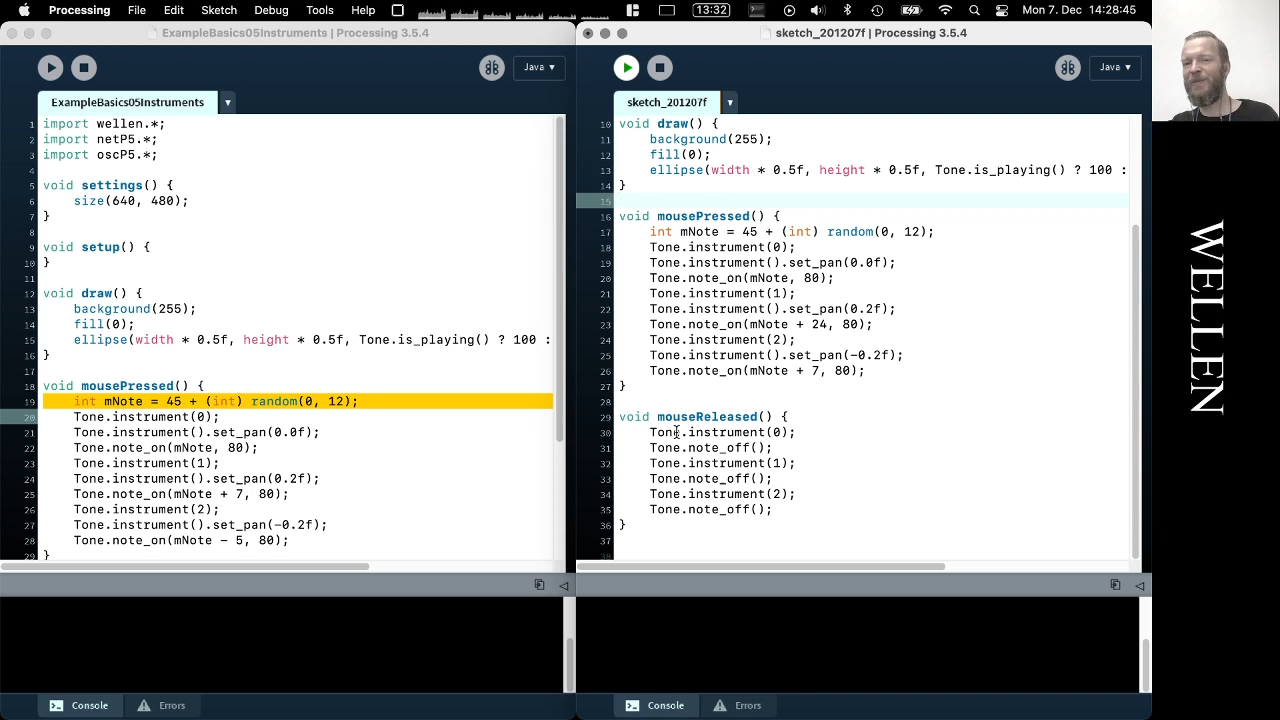 Processing File Edit Sketch Debug Tools Help 13:32 Mon 7. Dec 14:28:45
ExampleBasics05Instruments | Processing 3.5.4
Java ▾
ExampleBasics05Instruments ▾
1 import wellen.*;
2 import netP5.*;
3 import oscP5.*;
4
5 void settings() {
6 size(640, 480);
7 }
8
9 void setup() {
10 }
11
12 void draw() {
13 background(255);
14 fill(0);
15 ellipse(width * 0.5f, height * 0.5f, Tone.is_playing() ? 100 :
16 }
17
18 void mousePressed() {
19 int mNote = 45 + (int) random(0, 12);
20 Tone.instrument(0);
21 Tone.instrument().set_pan(0.0f);
22 Tone.note_on(mNote, 80);
23 Tone.instrument(1);
24 Tone.instrument().set_pan(0.2f);
25 Tone.note_on(mNote + 7, 80);
26 Tone.instrument(2);
27 Tone.instrument().set_pan(-0.2f);
28 Tone.note_on(mNote - 5, 80);
29 }
Console Errors
sketch_201207f | Processing 3.5.4
Java ▾
sketch_201207f ▾
10 void draw() {
11 background(255);
12 fill(0);
13 ellipse(width * 0.5f, height * 0.5f, Tone.is_playing() ? 100 :
14 }
15
16 void mousePressed() {
17 int mNote = 45 + (int) random(0, 12);
18 Tone.instrument(0);
19 Tone.instrument().set_pan(0.0f);
20 Tone.note_on(mNote, 80);
21 Tone.instrument(1);
22 Tone.instrument().set_pan(0.2f);
23 Tone.note_on(mNote + 24, 80);
24 Tone.instrument(2);
25 Tone.instrument().set_pan(-0.2f);
26 Tone.note_on(mNote + 7, 80);
27 }
28
29 void mouseReleased() {
30 Tone.instrument(0);
31 Tone.note_off();
32 Tone.instrument(1);
33 Tone.note_off();
34 Tone.instrument(2);
35 Tone.note_off();
36 }
37
38
Console Errors
WELLEN